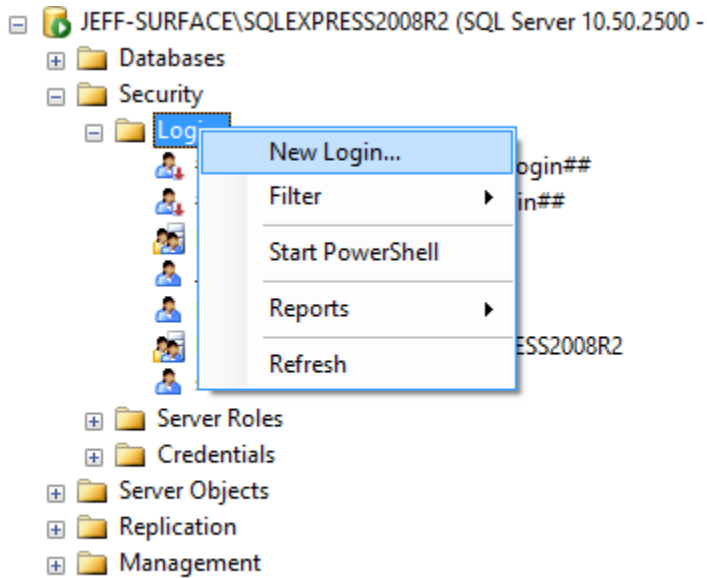 JEFF-SURFACE\SQLEXPRESS2008R2 (SQL Server 10.50.2500 -
Databases
Security
New Login...
ogin##
Filter
in##
Start PowerShell
Reports
ESS2008R2
Refresh
Server Roles
Credentials
Server Objects
Replication
Management